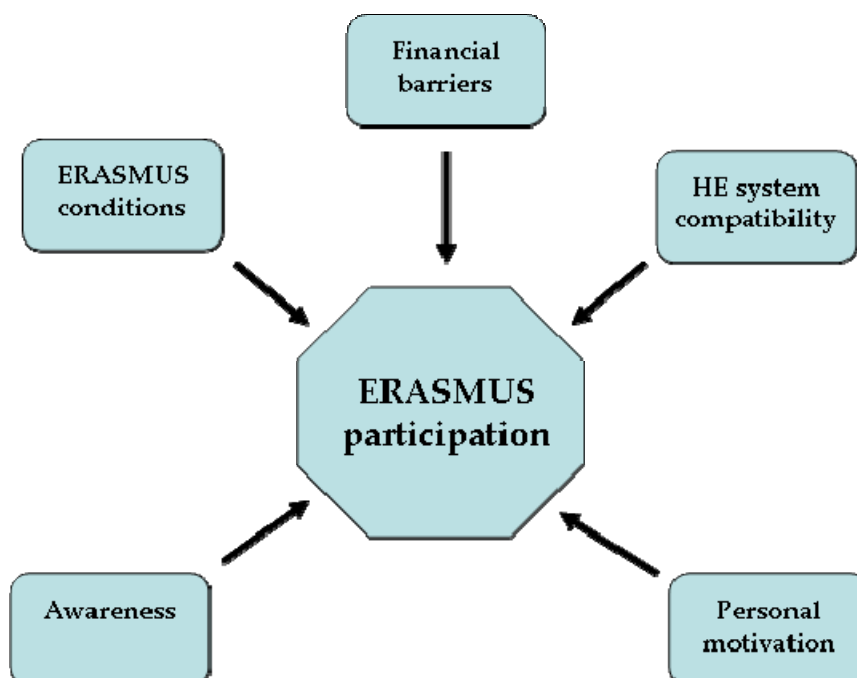 Financial
barriers
ERASMUS
conditions
HE system
compatibility
ERASMUS
participation
Awareness
Personal
motivation